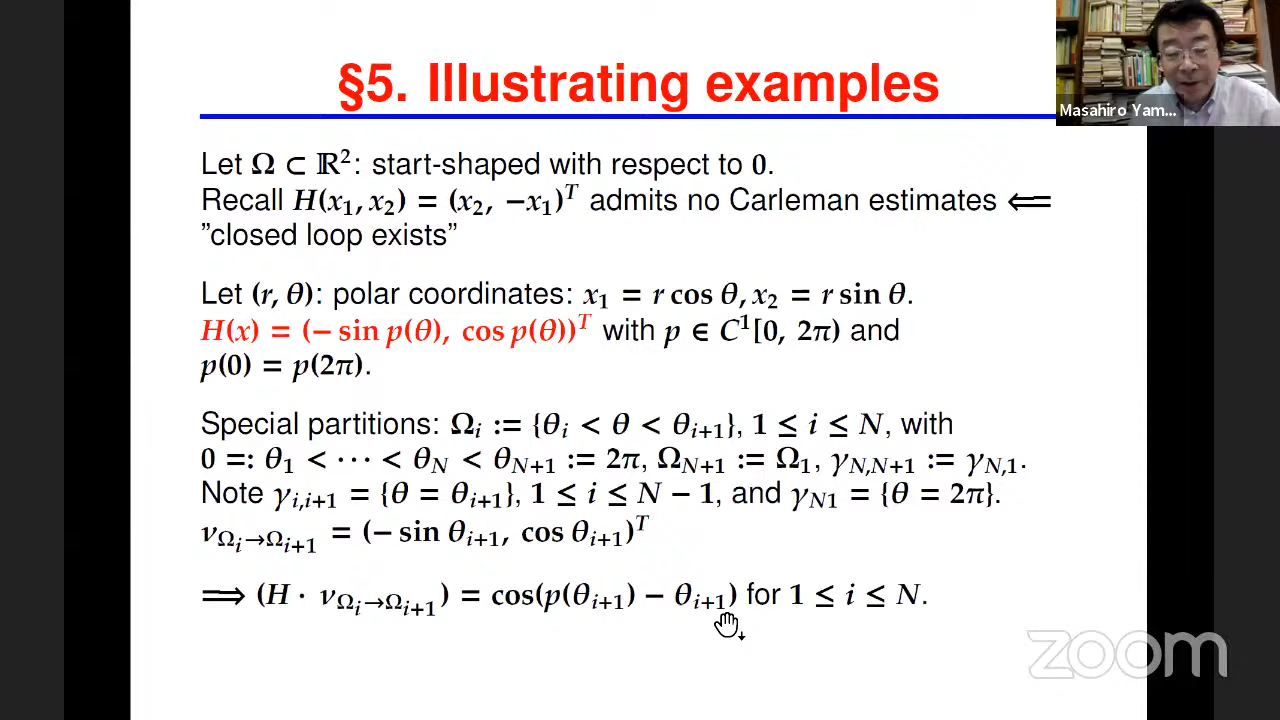 §5. Illustrating examples
Masahiro Yam...
Let Ω ⊂ ℝ²: start-shaped with respect to 0.
Recall H(x₁, x₂) = (x₂, −x₁)ᵀ admits no Carleman estimates ⟸
”closed loop exists”
Let (r, θ): polar coordinates: x₁ = r cos θ, x₂ = r sin θ.
H(x) = (− sin p(θ), cos p(θ))ᵀ with p ∈ C¹[0, 2π) and
p(0) = p(2π).
Special partitions: Ωᵢ := {θᵢ < θ < θᵢ₊₁}, 1 ≤ i ≤ N, with
0 =: θ₁ < ⋯ < θ_N < θ_{N+1} := 2π, Ω_{N+1} := Ω₁, γ_{N,N+1} := γ_{N,1}.
Note γ_{i,i+1} = {θ = θᵢ₊₁}, 1 ≤ i ≤ N − 1, and γ_{N1} = {θ = 2π}.
ν_{Ωᵢ→Ωᵢ₊₁} = (− sin θᵢ₊₁, cos θᵢ₊₁)ᵀ
⟹ (H · ν_{Ωᵢ→Ωᵢ₊₁}) = cos(p(θᵢ₊₁) − θᵢ₊₁) for 1 ≤ i ≤ N.
zoom